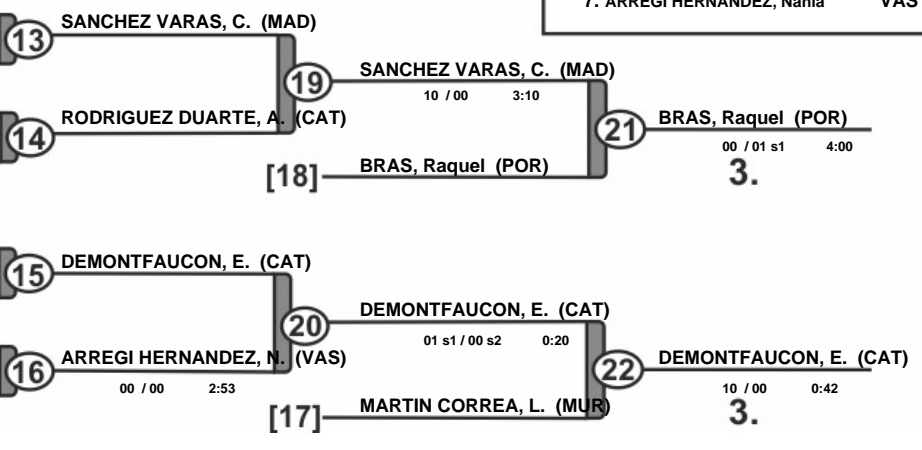 7. ARREGI HERNANDEZ, Nahia VAS
SANCHEZ VARAS, C. (MAD)
13
SANCHEZ VARAS, C. (MAD)
19
10 / 00 3:10
RODRIGUEZ DUARTE, A. (CAT)
14
BRAS, Raquel (POR)
21
00 / 01 s1 4:00
3.
BRAS, Raquel (POR)
[18]
DEMONTFAUCON, E. (CAT)
15
DEMONTFAUCON, E. (CAT)
20
01 s1 / 00 s2 0:20
ARREGI HERNANDEZ, N. (VAS)
16
00 / 00 2:53
DEMONTFAUCON, E. (CAT)
22
10 / 00 0:42
3.
MARTIN CORREA, L. (MUR)
[17]